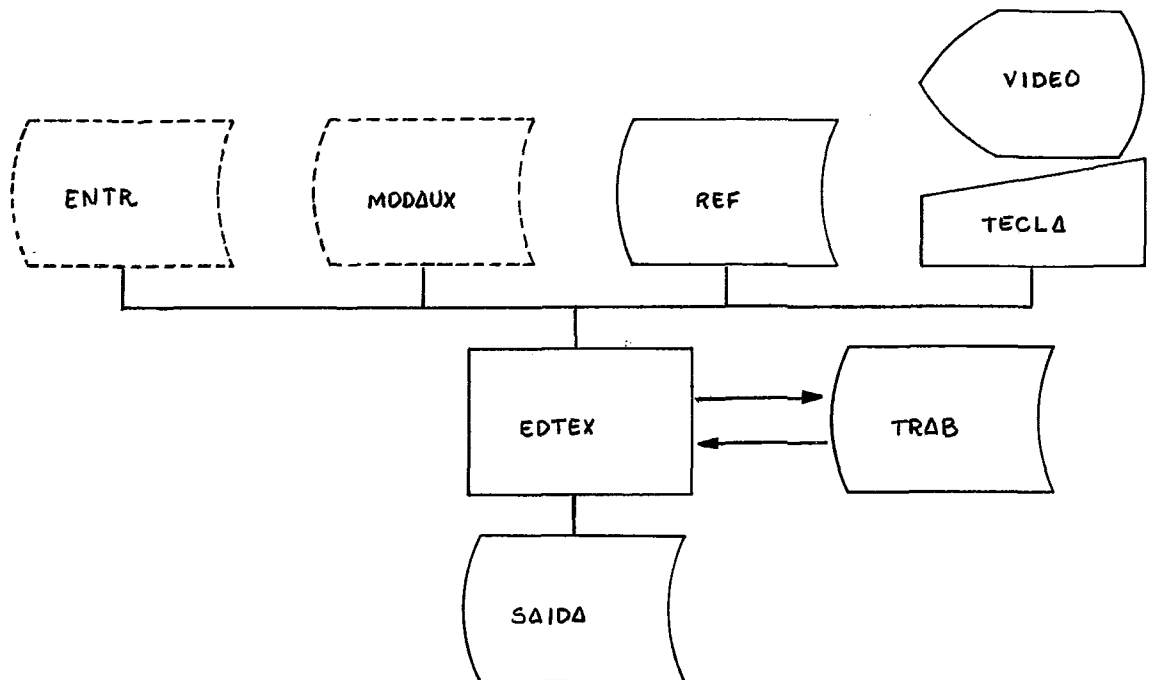 VIDEO
ENTR
MODAUX
REF
TECLA
EDTEX
TRAB
SAIDA